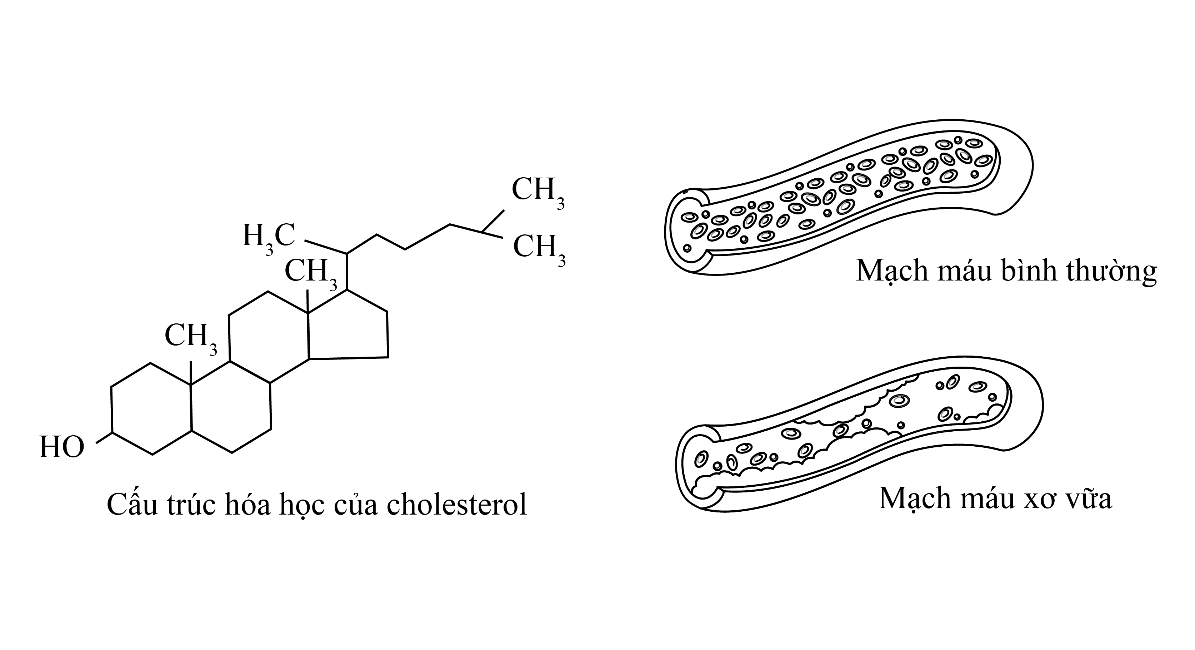 CH₃
H₃C
CH₃
CH₃
CH₃
HO
Cấu trúc hóa học của cholesterol
Mạch máu bình thường
Mạch máu xơ vữa